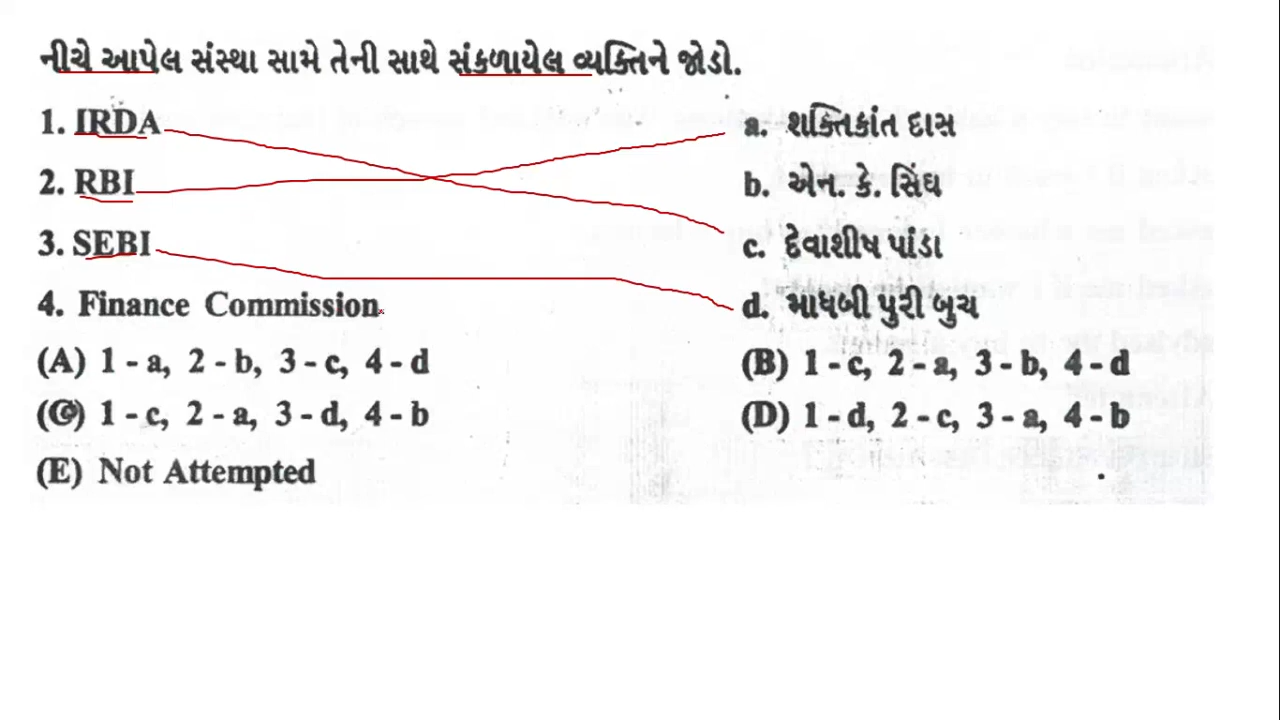 નીચે આપેલ સંસ્થા સામે તેની સાથે સંકળાયેલ વ્યક્તિને જોડો.
1. IRDA a. શક્તિકાંત દાસ
2. RBI b. એન. કે. સિંઘ
3. SEBI c. દેવાશીષ પાંડા
4. Finance Commission d. માધબી પુરી બુચ
(A) 1 - a, 2 - b, 3 - c, 4 - d (B) 1 - c, 2 - a, 3 - b, 4 - d
(C) 1 - c, 2 - a, 3 - d, 4 - b (D) 1 - d, 2 - c, 3 - a, 4 - b
(E) Not Attempted